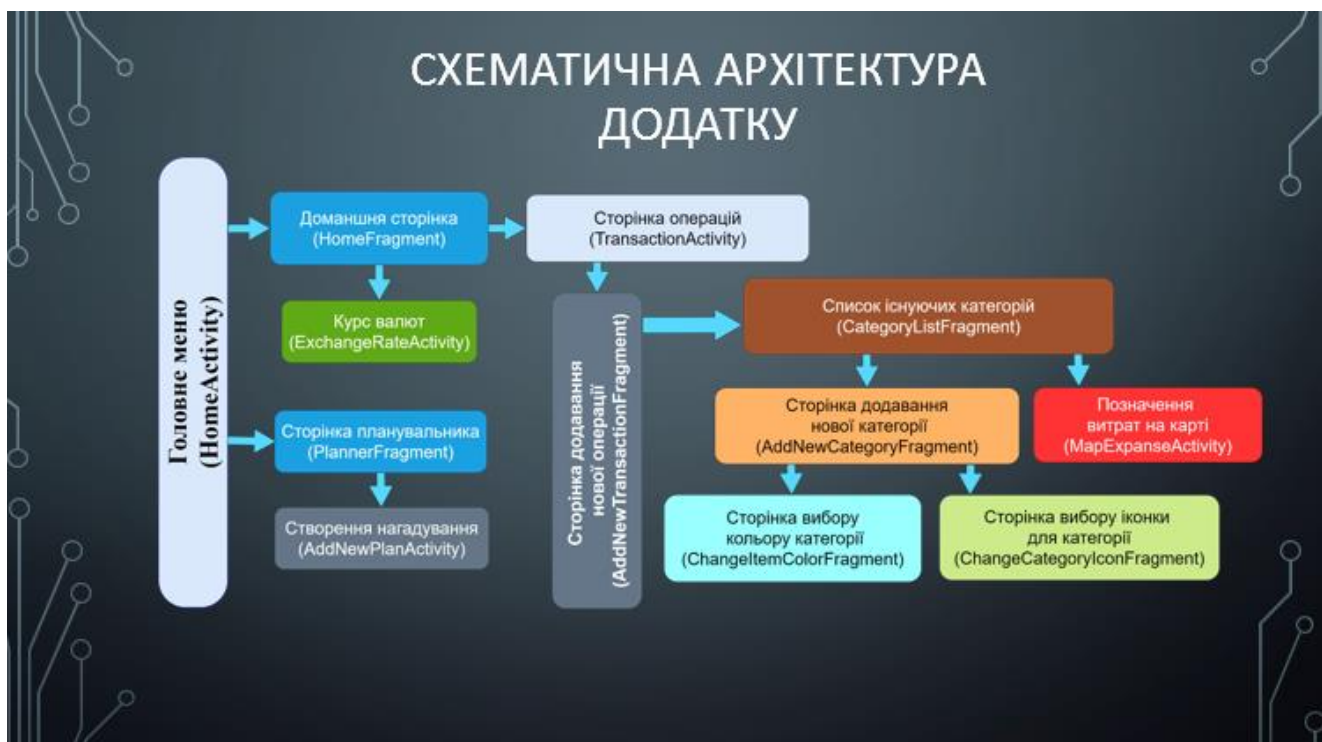 СХЕМАТИЧНА АРХІТЕКТУРА
ДОДАТКУ
Головне меню
(HomeActivity)
Доманшня сторінка
(HomeFragment)
Сторінка операцій
(TransactionActivity)
Курс валют
(ExchangeRateActivity)
Сторінка планувальника
(PlannerFragment)
Створення нагадування
(AddNewPlanActivity)
Сторінка додавання
нової операції
(AddNewTransactionFragment)
Список існуючих категорій
(CategoryListFragment)
Сторінка додавання
нової категорії
(AddNewCategoryFragment)
Позначення
витрат на карті
(MapExpanseActivity)
Сторінка вибору
кольору категорії
(ChangeItemColorFragment)
Сторінка вибору іконки
для категорії
(ChangeCategoryIconFragment)